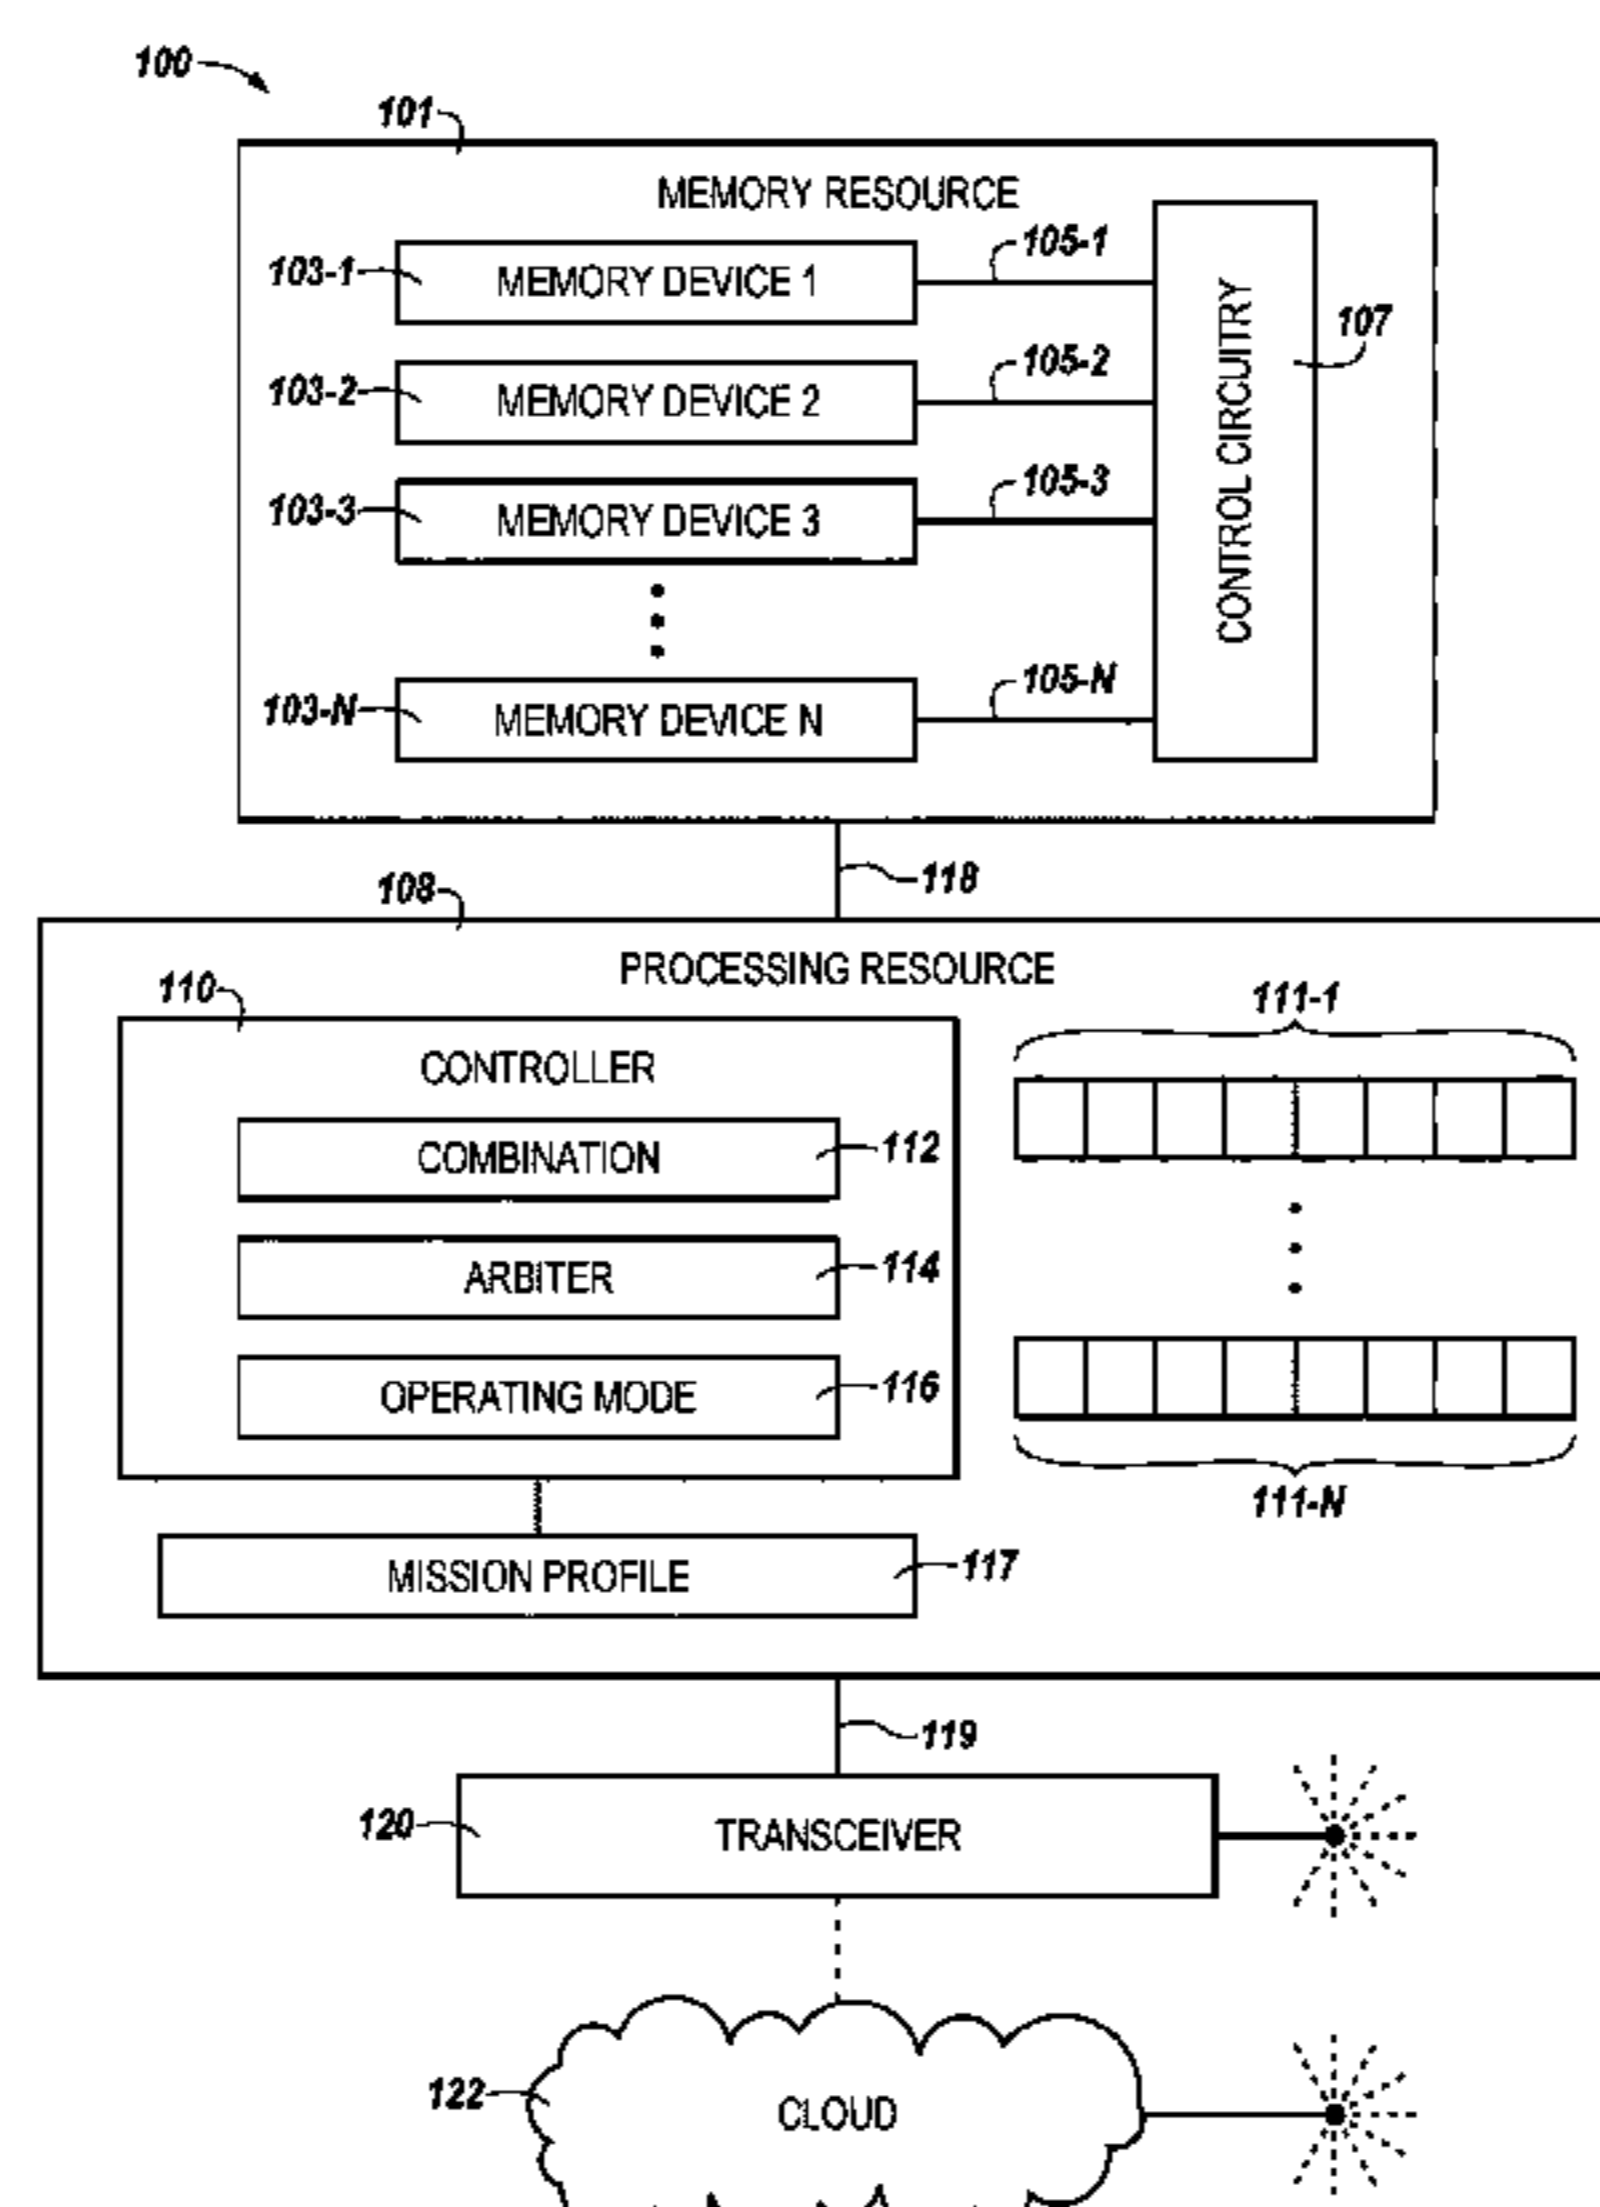 100
101
MEMORY RESOURCE
103-1
MEMORY DEVICE 1
105-1
103-2
MEMORY DEVICE 2
105-2
103-3
MEMORY DEVICE 3
105-3
103-N
MEMORY DEVICE N
105-N
CONTROL CIRCUITRY
107
118
108
PROCESSING RESOURCE
110
CONTROLLER
COMBINATION
112
ARBITER
114
OPERATING MODE
116
111-1
111-N
MISSION PROFILE
117
119
120
TRANSCEIVER
122
CLOUD